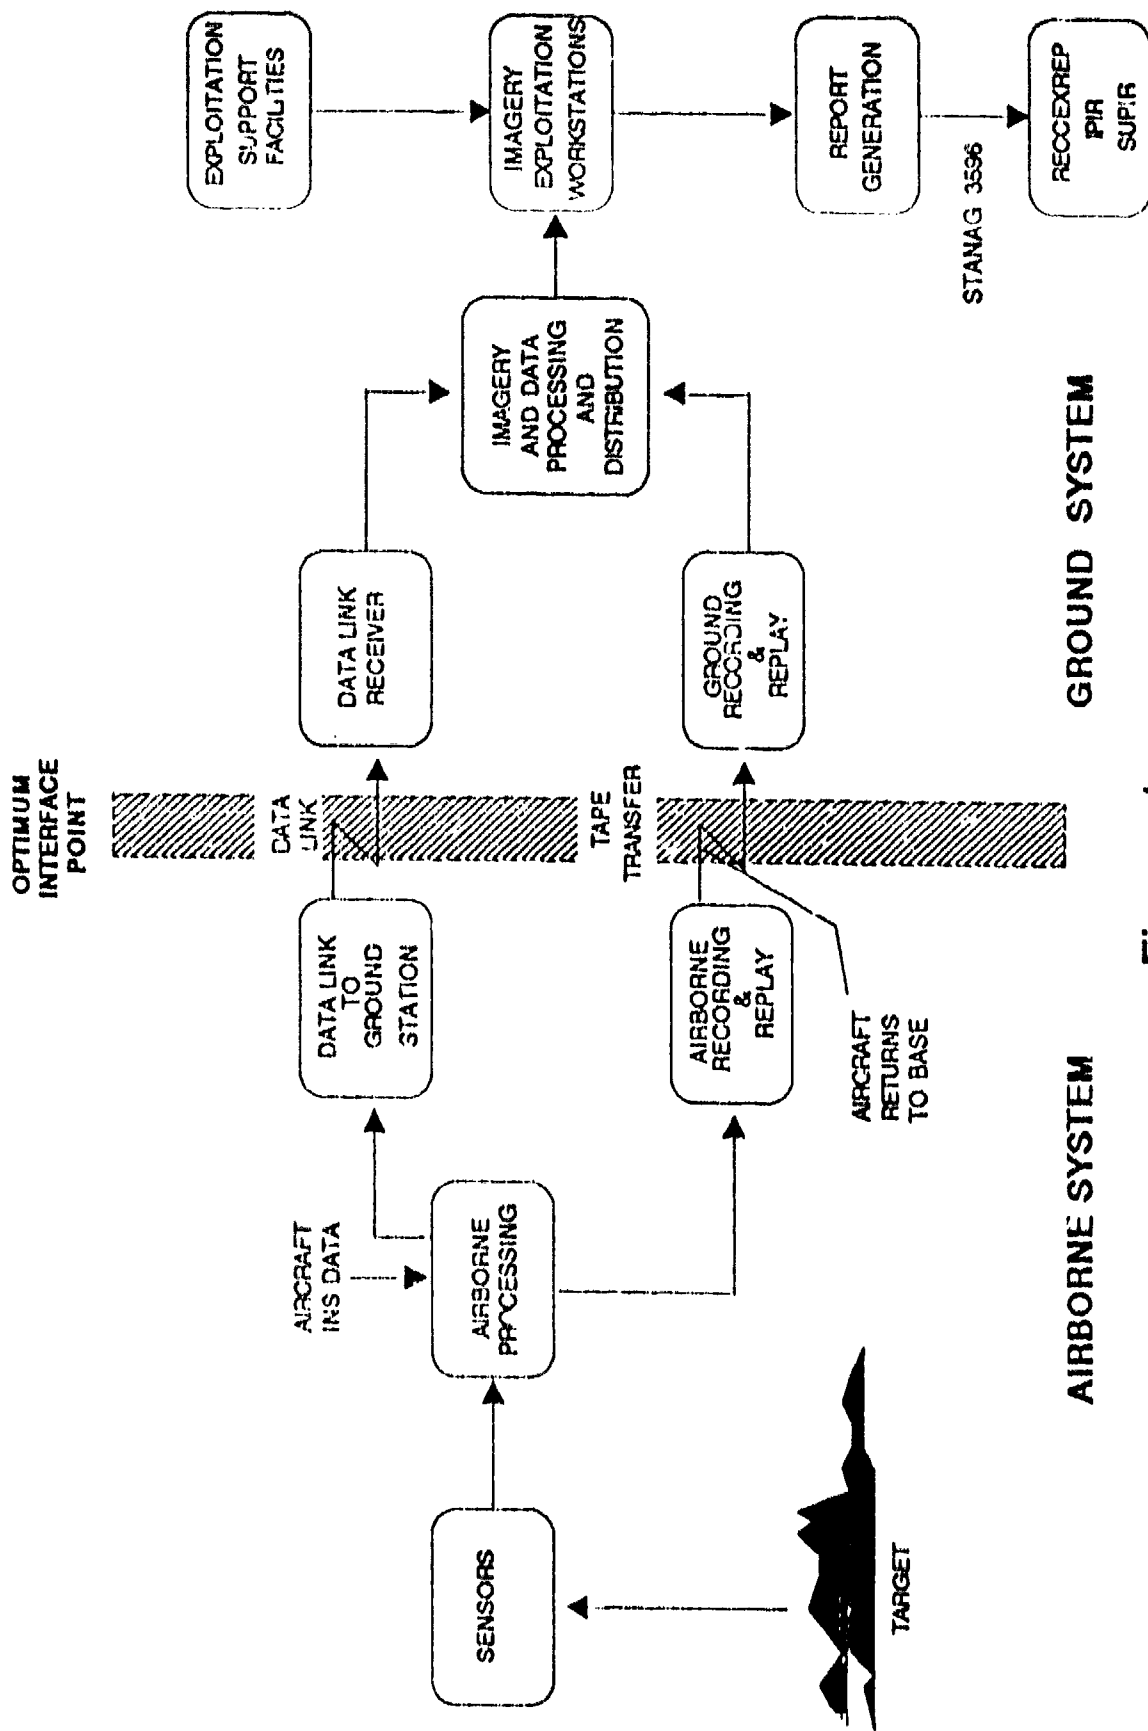 OPTIMUM
INTERFACE
POINT
EXPLOITATION
SUPPORT
FACILITIES
AIRCRAFT
INS DATA
DATA LINK
TO
GROUND
STATION
DATA
LINK
DATA LINK
RECEIVER
SENSORS
AIRBORNE
PROCESSING
IMAGERY
AND DATA
PROCESSING
AND
DISTRIBUTION
IMAGERY
EXPLOITATION
WORKSTATIONS
TAPE
TRANSFER
AIRBORNE
RECORDING
&
REPLAY
GROUND
RECORDING
&
REPLAY
REPORT
GENERATION
TARGET
AIRCRAFT
RETURNS
TO BASE
STANAG 3596
RECCEXREP
IPIR
SUPIR
AIRBORNE SYSTEM
GROUND SYSTEM